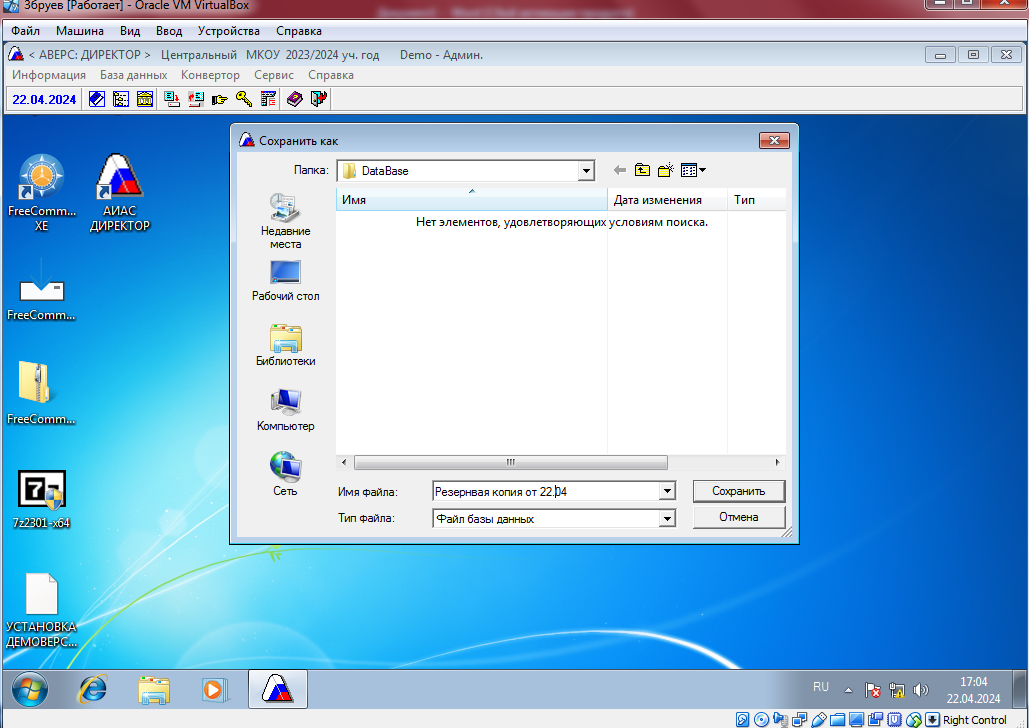 Збруев [Работает] - Oracle VM VirtualBox
Файл Машина Вид Ввод Устройства Справка
< АВЕРС: ДИРЕКТОР > Центральный МКОУ 2023/2024 уч. год Demo - Админ.
Информация База данных Конвертор Сервис Справка
22.04.2024
FreeComm...
XE
АИАС
ДИРЕКТОР
FreeComm...
FreeComm...
7z2301-x64
УСТАНОВКА
ДЕМОВЕРС...
Сохранить как
Папка: DataBase
Имя Дата изменения Тип
Нет элементов, удовлетворяющих условиям поиска.
Недавние
места
Рабочий стол
Библиотеки
Компьютер
Сеть
Имя файла: Резернвая копия от 22.04 Сохранить
Тип файла: Файл базы данных Отмена
RU
17:04
22.04.2024
Right Control